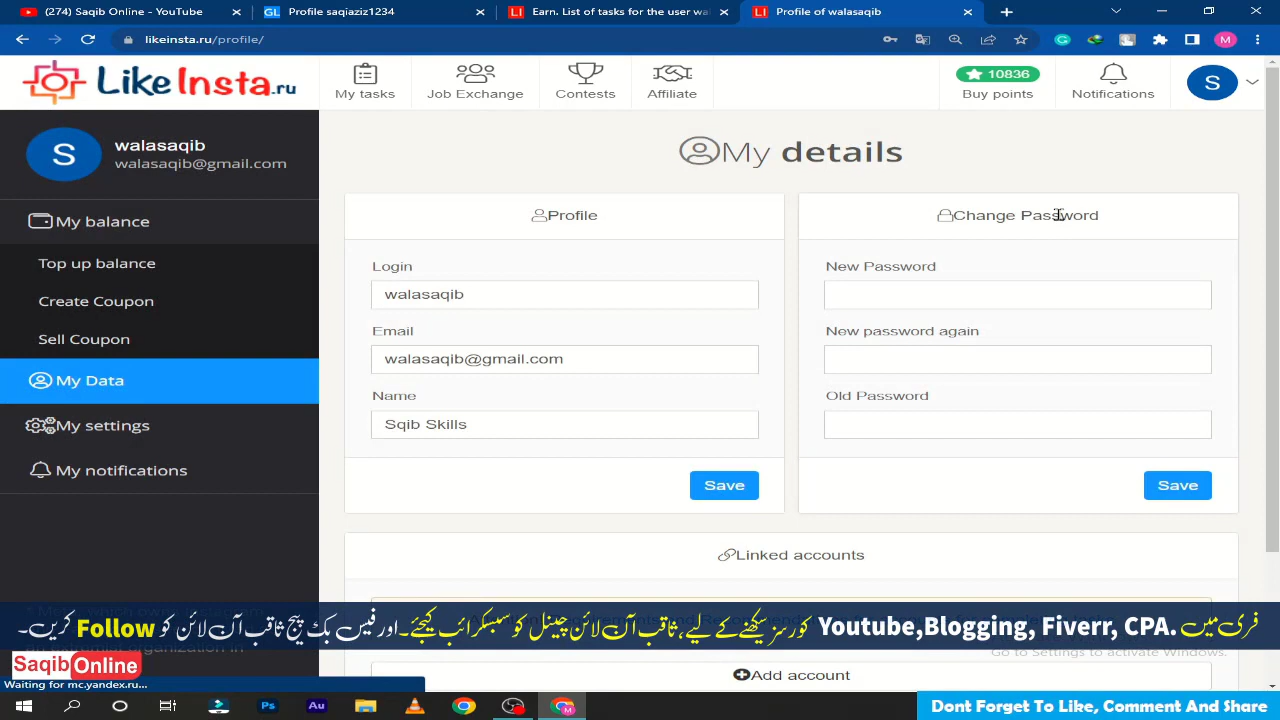 (274) Saqib Online - YouTube
Profile saqiaziz1234
Earn. List of tasks for the user wa
Profile of walasaqib
likeinsta.ru/profile/
LikeInsta.ru
My tasks
Job Exchange
Contests
Affiliate
10836
Buy points
Notifications
S
S
walasaqib
walasaqib@gmail.com
My balance
Top up balance
Create Coupon
Sell Coupon
My Data
My settings
My notifications
My details
Profile
Login
walasaqib
Email
walasaqib@gmail.com
Name
Sqib Skills
Save
Change Password
New Password
New password again
Old Password
Save
Linked accounts
فری میں Youtube,Blogging, Fiverr, CPA. کورسز سیکھنے کے لیے، ثاقب آن لائن چینل کو سبسکرائب کیجئے۔ اور فیس بک پیج ثاقب آن لائن کو Follow کریں۔
Go to Settings to activate Windows.
Saqib Online
Add account
Waiting for mc.yandex.ru...
Dont Forget To Like, Comment And Share